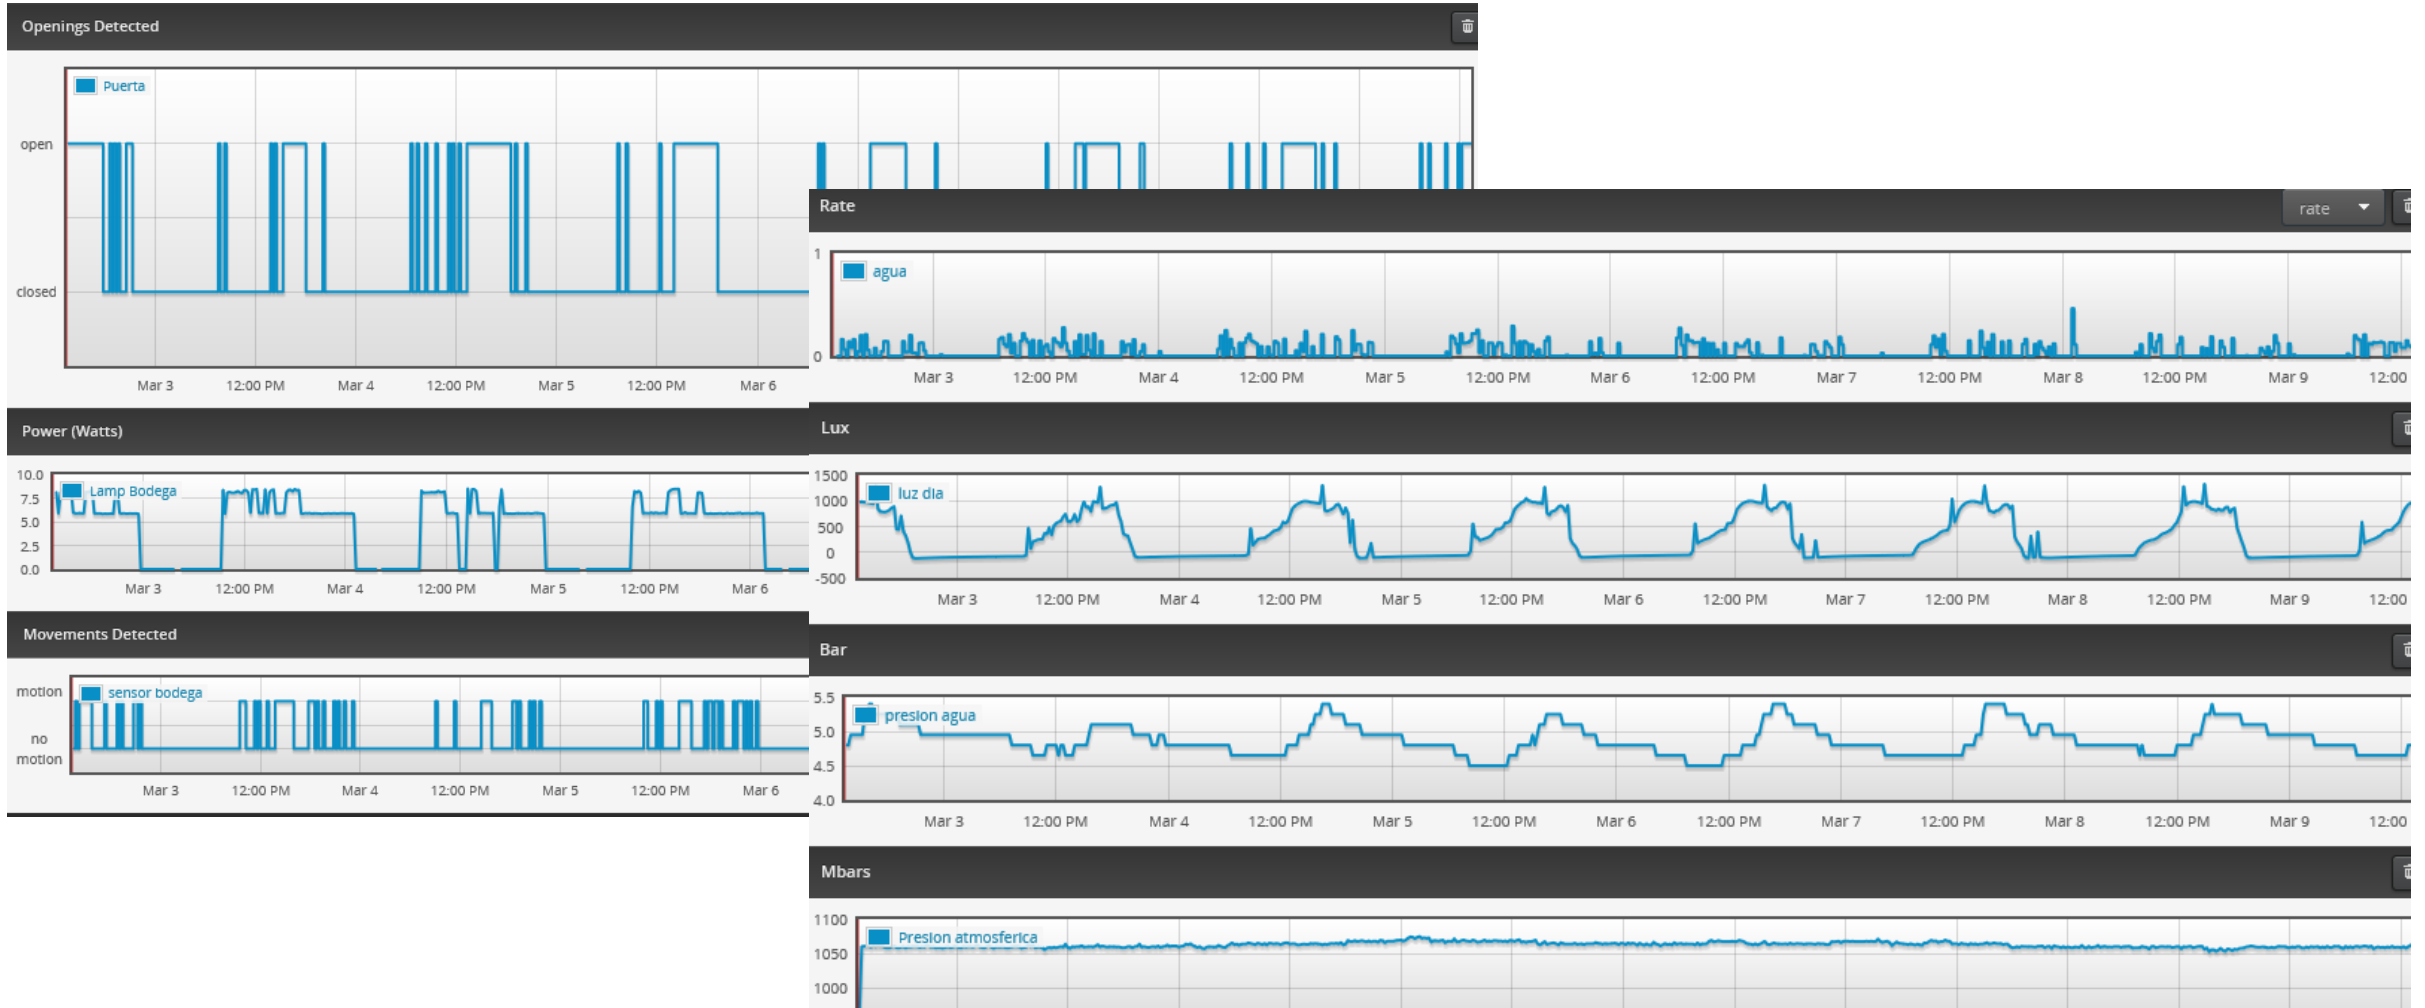 Openings Detected
Puerta
open
closed
Mar 3 12:00 PM Mar 4 12:00 PM Mar 5 12:00 PM Mar 6
Power (Watts)
10.0
Lamp Bodega
7.5
5.0
2.5
0.0
Mar 3 12:00 PM Mar 4 12:00 PM Mar 5 12:00 PM Mar 6
Movements Detected
motion
sensor bodega
no
motion
Mar 3 12:00 PM Mar 4 12:00 PM Mar 5 12:00 PM Mar 6
Rate
rate
1
agua
0
Mar 3 12:00 PM Mar 4 12:00 PM Mar 5 12:00 PM Mar 6 12:00 PM Mar 7 12:00 PM Mar 8 12:00 PM Mar 9 12:00
Lux
1500
luz dia
1000
500
0
-500
Mar 3 12:00 PM Mar 4 12:00 PM Mar 5 12:00 PM Mar 6 12:00 PM Mar 7 12:00 PM Mar 8 12:00 PM Mar 9 12:00
Bar
5.5
presion agua
5.0
4.5
4.0
Mar 3 12:00 PM Mar 4 12:00 PM Mar 5 12:00 PM Mar 6 12:00 PM Mar 7 12:00 PM Mar 8 12:00 PM Mar 9 12:00
Mbars
1100
Presion atmosferica
1050
1000